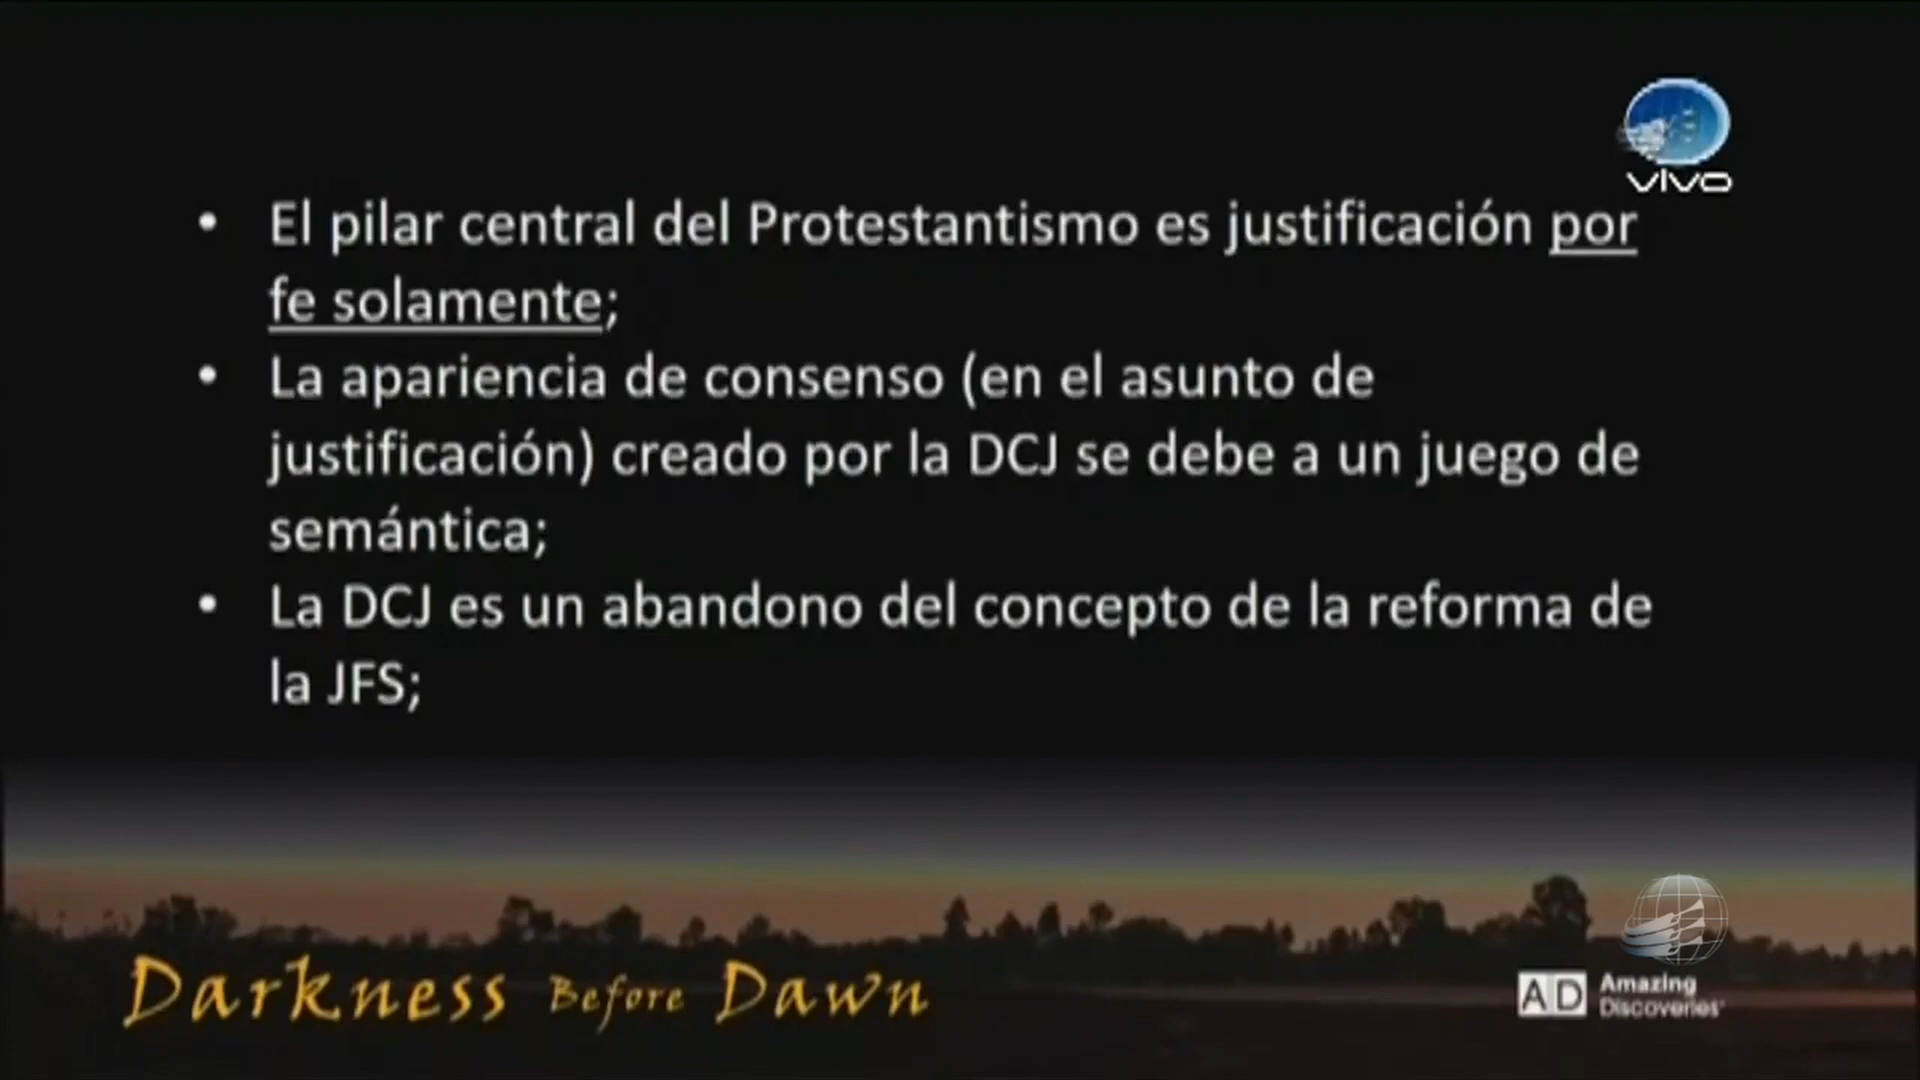 VIVO
• El pilar central del Protestantismo es justificación por
fe solamente;
• La apariencia de consenso (en el asunto de
justificación) creado por la DCJ se debe a un juego de
semántica;
• La DCJ es un abandono del concepto de la reforma de
la JFS;
Darkness Before Dawn
AD Amazing
Discoveries